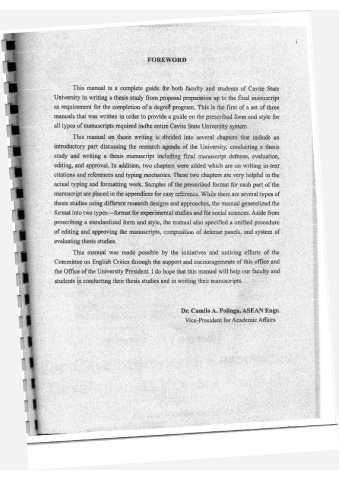 i
FOREWORD
This manual is a complete guide for both faculty and students of Cavite State
University in writing a thesis study from proposal preparation up to the final manuscript
as requirement for the completion of a degree program. This is the first of a set of three
manuals that was written in order to provide a guide on the prescribed form and style for
all types of manuscripts required in the entire Cavite State University system
This manual on thesis writing is divided into several chapters that include an
introductory part discussing the research agenda of the University, conducting a thesis
study and writing a thesis manuscript including final manuscript defense, evaluation,
editing, and approval. In addition, two chapters were added which are on writing in-text
citations and references and typing mechanics. These two chapters are very helpful in the
actual typing and formatting work. Samples of the prescribed format for each part of the
manuscript are placed in the appendices for easy reference. While there are several types of
thesis studies using different research designs and approaches, the manual generalized the
format into two types—format for experimental studies and for social sciences. Aside from
prescribing a standardized form and style, the manual also specified a unified procedure
of editing and approving the manuscripts, composition of defense panels, and system of
evaluating thesis studies.
This manual was made possible by the initiatives and untiring efforts of the
Committee on English Critics through the support and encouragements of this office and
the Office of the University President. I do hope that this manual will help our faculty and
students in conducting their thesis studies and in writing their manuscripts.
Dr. Camilo A. Polinga, ASEAN Engr.
Vice-President for Academic Affairs